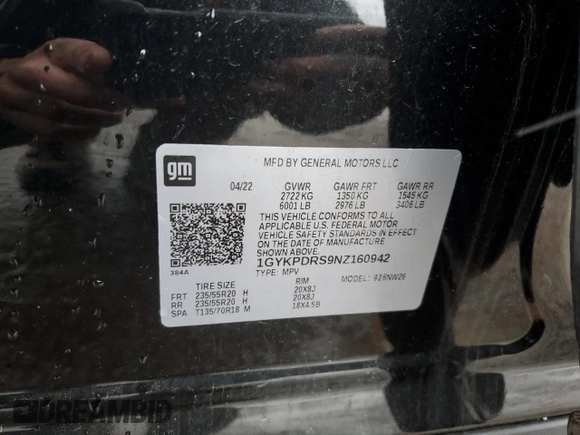 gm
MFD BY GENERAL MOTORS LLC
04/22 GVWR GAWR FRT GAWR RR
2722 KG 1350 KG 1545 KG
6001 LB 2976 LB 3406 LB
THIS VEHICLE CONFORMS TO ALL
APPLICABLE U.S. FEDERAL MOTOR
VEHICLE SAFETY STANDARDS IN EFFECT
ON THE DATE OF MANUFACTURE
SHOWN ABOVE.
1GYKPDRS9NZ160942
384A
TYPE: MPV MODEL: 926NW26
TIRE SIZE RIM
FRT 235/55R20 H 20X8J
RR 235/55R20 H 20X8J
SPA T135/70R18 M 18X4.5B
DREAMBID